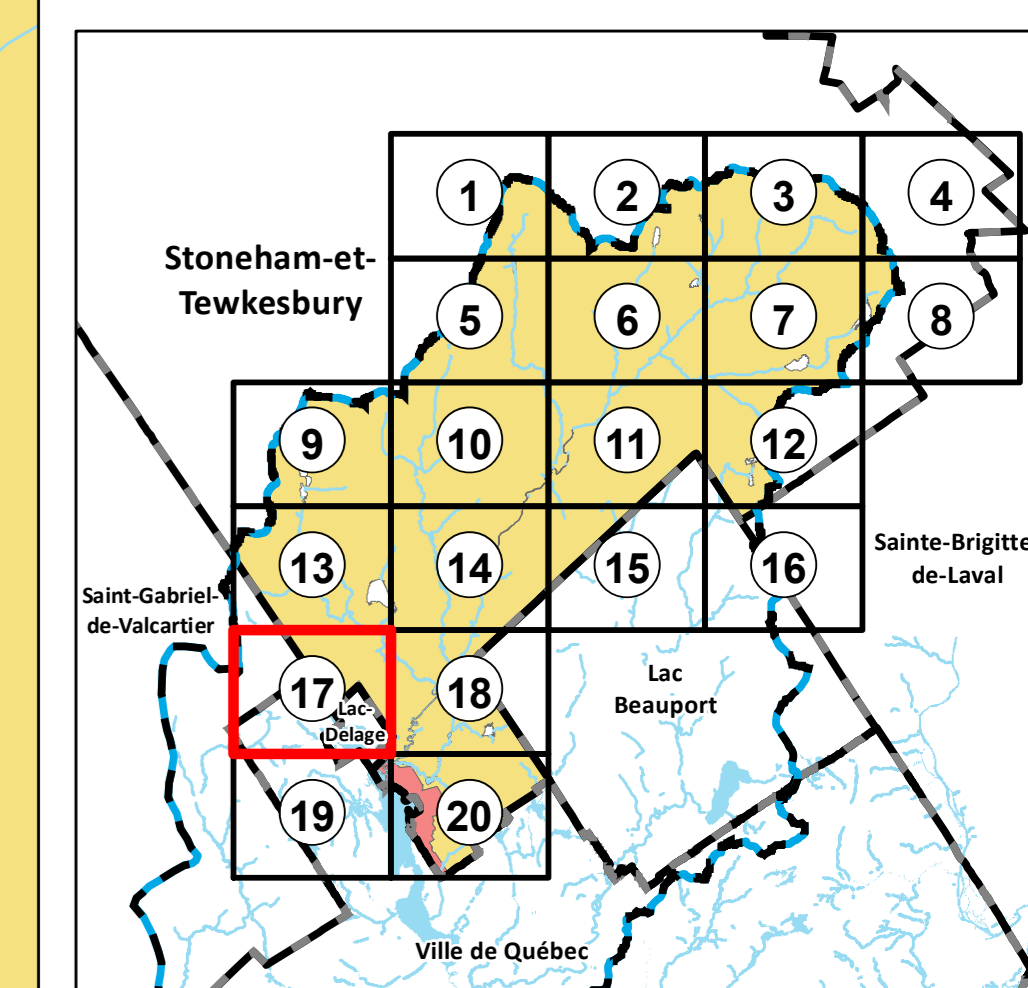 1
2
3
4
Stoneham-et-
Tewkesbury
5
6
7
8
9
10
11
12
13
14
15
16
Sainte-Brigitte
de-Laval
Saint-Gabriel-
de-Valcartier
17
Lac-
Delage
18
Lac
Beauport
19
20
Ville de Québec